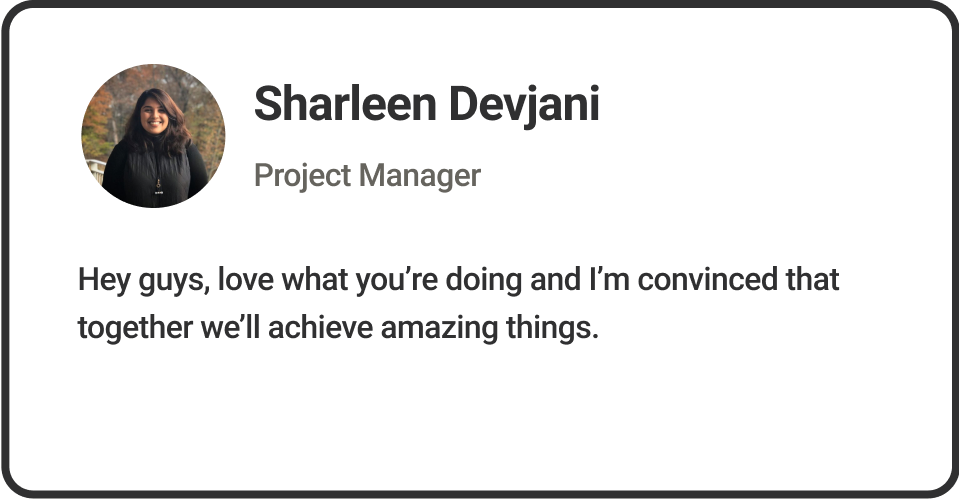 Sharleen Devjani
Project Manager
Hey guys, love what you’re doing and I’m convinced that
together we’ll achieve amazing things.